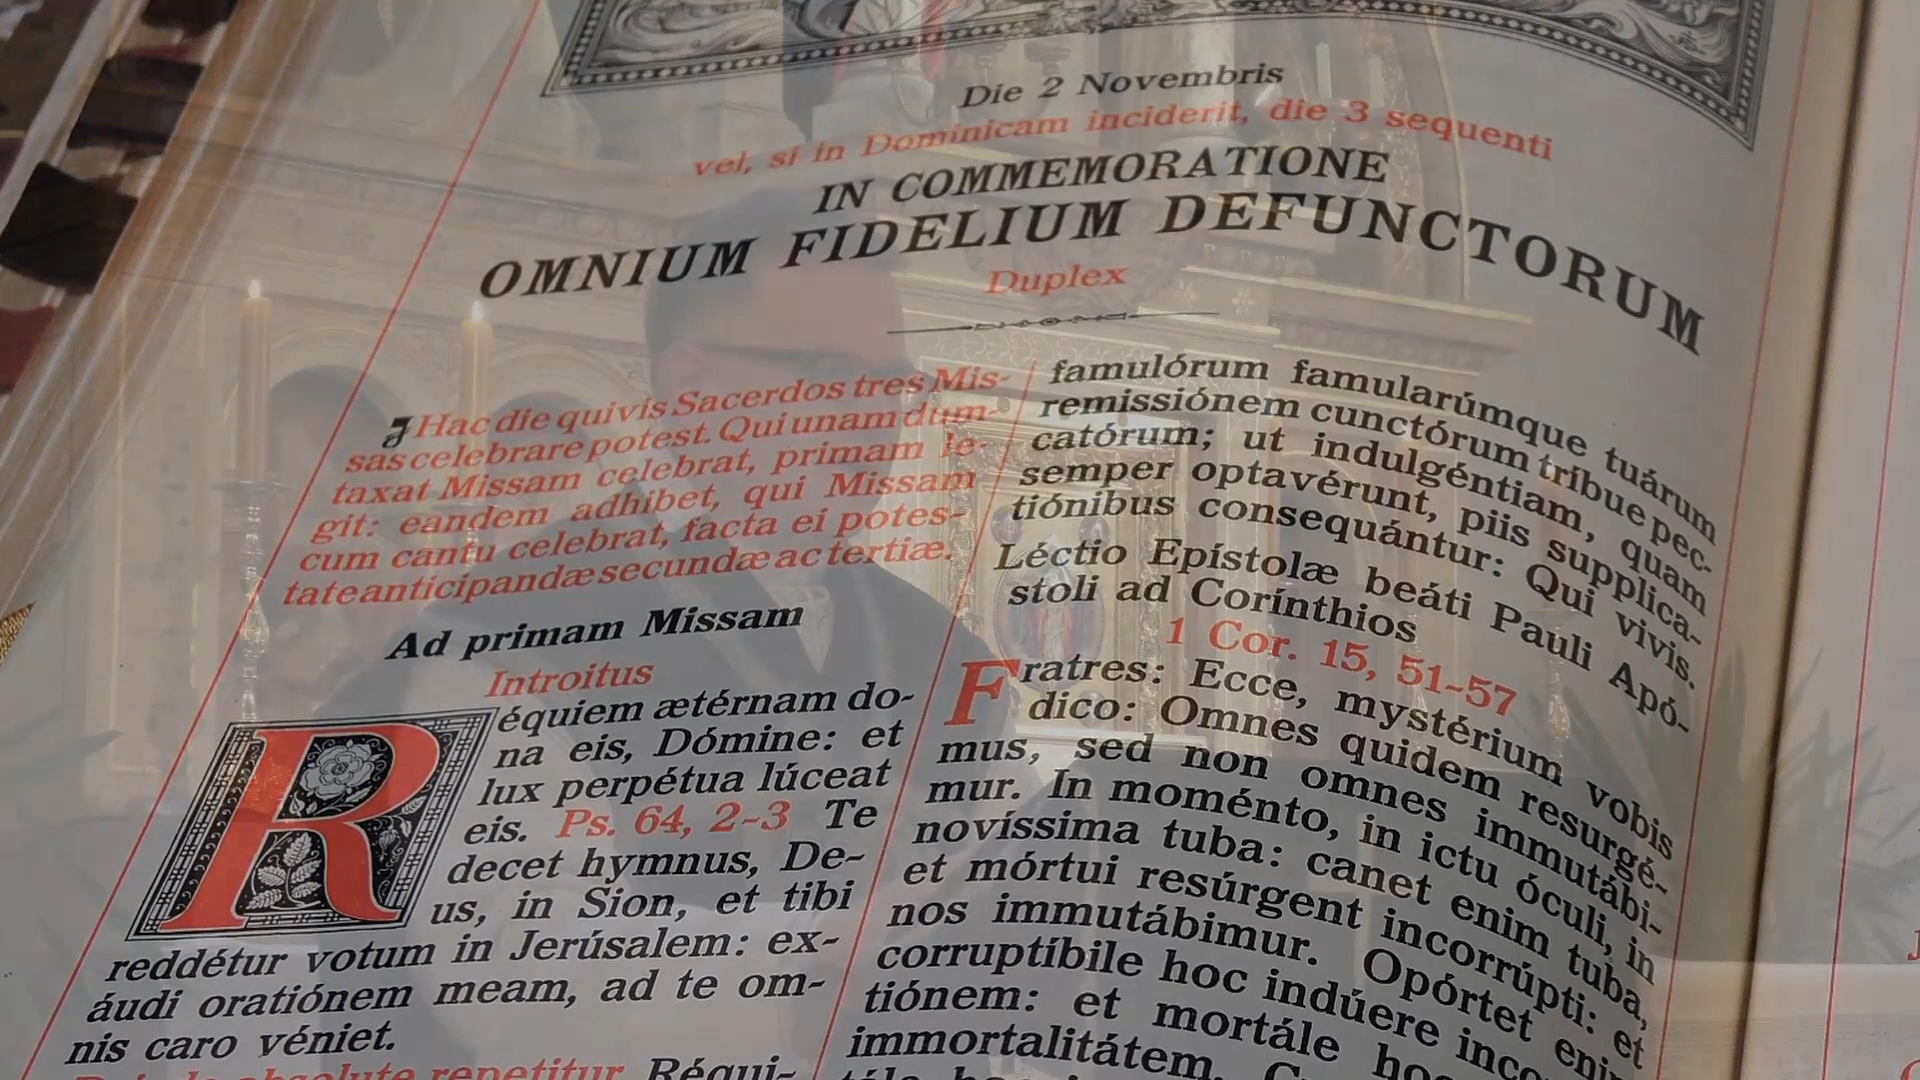 Die 2 Novembris
vel, si in Dominicam inciderit, die 3 sequenti
IN COMMEMORATIONE
OMNIUM FIDELIUM DEFUNCTORUM
Duplex
Hac die quivis Sacerdos tres Mis-
sas celebrare potest. Qui unam dum-
taxat Missam celebrat, primam le-
git: eandem adhibet, qui Missam
cum cantu celebrat, facta ei potes-
tate anticipandæ secundæ ac tertiæ.
Ad primam Missam
Introitus
Réquiem ætérnam do-
na eis, Dómine: et
lux perpétua lúceat
eis. Ps. 64, 2-3 Te
decet hymnus, De-
us, in Sion, et tibi
reddétur votum in Jerúsalem: ex-
áudi oratiónem meam, ad te om-
nis caro véniet.
absolute repetitur Réqui-
famulórum famularúmque tuárum
remissiónem cunctórum tríbue pec-
catórum; ut indulgéntiam, quam
semper optavérunt, piis supplica-
tiónibus consequántur: Qui vivis.
Léctio Epístolæ beáti Pauli Apó-
stoli ad Corínthios
1 Cor. 15, 51-57
Fratres: Ecce, mystérium vobis
dico: Omnes quidem resurgé-
mus, sed non omnes immutábi-
mur. In moménto, in ictu óculi, in
novíssima tuba: canet enim tuba,
et mórtui resúrgent incorrúpti: et
nos immutábimur. Opórtet enim
corruptíbile hoc indúere inco
tiónem: et mortále ho
immortalitátem.